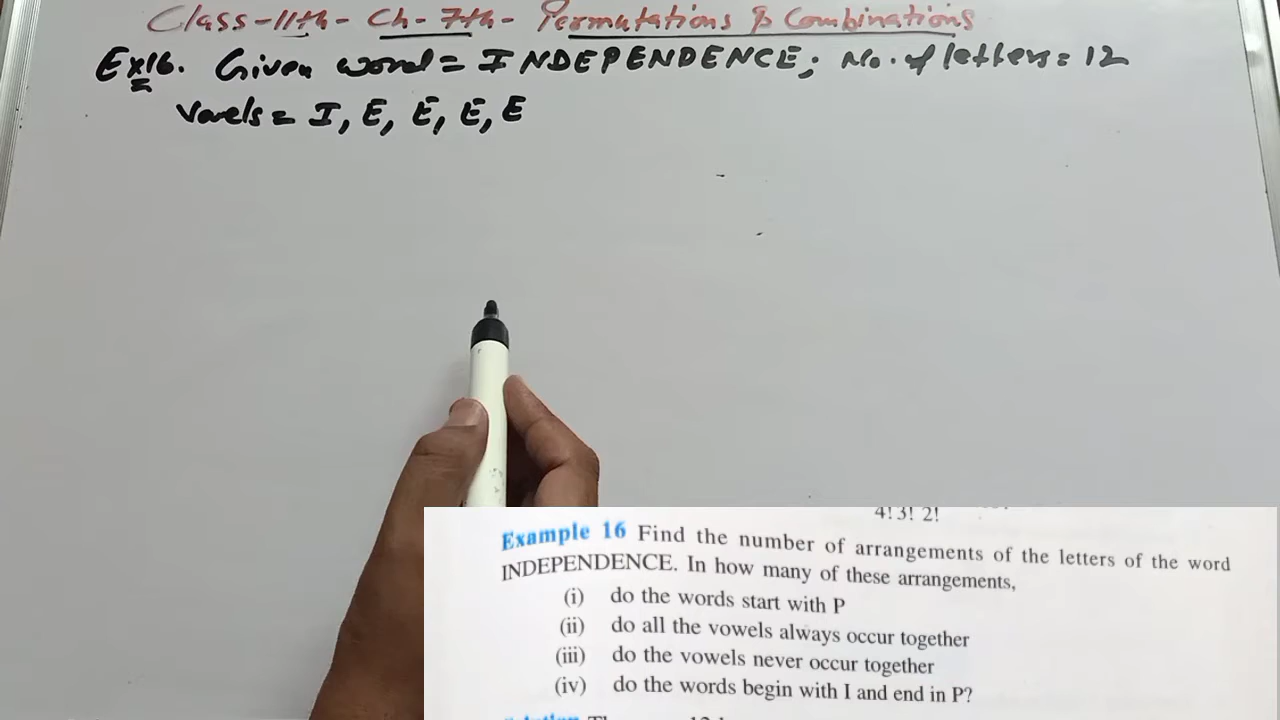 Class-11th- Ch- 7th- Permutations & Combinations
Ex16. Given word = INDEPENDENCE; No. of letters = 12
Vowels = I, E, E, E, E
4! 3! 2!
Example 16 Find the number of arrangements of the letters of the word
INDEPENDENCE. In how many of these arrangements,
(i) do the words start with P
(ii) do all the vowels always occur together
(iii) do the vowels never occur together
(iv) do the words begin with I and end in P?